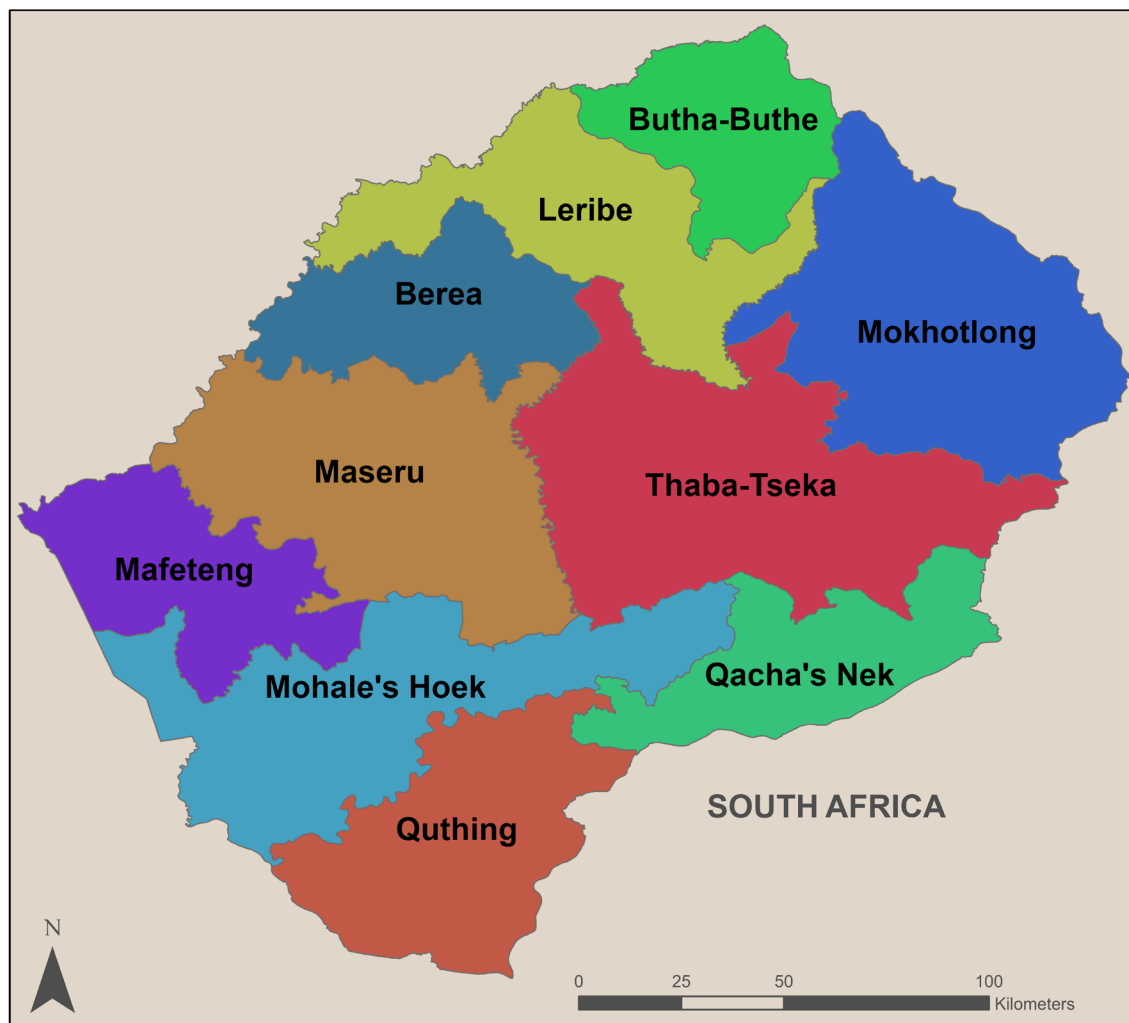 Butha-Buthe
Leribe
Berea
Mokhotlong
Maseru
Thaba-Tseka
Mafeteng
Mohale's Hoek
Qacha's Nek
SOUTH AFRICA
Quthing
N
0 25 50 100
Kilometers